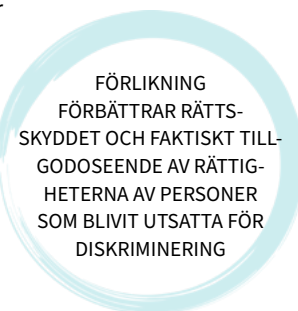 FÖRLIKNING
FÖRBÄTTRAR RÄTTS-
SKYDDET OCH FAKTISKT TILL-
GODOSEENDE AV RÄTTIG-
HETERNA AV PERSONER
SOM BLIVIT UTSATTA FÖR
DISKRIMINERING